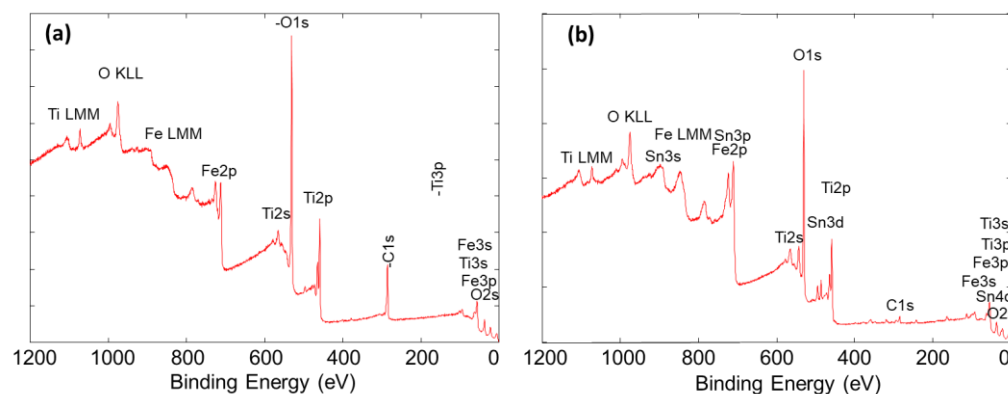 (a)
-O1s
O KLL
Ti LMM
Fe LMM
Fe2p
Ti2s
Ti2p
-C1s
-Ti3p
Fe3s
Ti3s
Fe3p
O2s
1200 1000 800 600 400 200 0
Binding Energy (eV)
(b)
O1s
O KLL
Ti LMM
Sn3s
Fe LMM
Sn3p
Fe2p
Ti2s
Sn3d
Ti2p
C1s
Ti3s
Ti3p
Fe3p
Fe3s
Sn4d
O2
1200 1000 800 600 400 200 0
Binding Energy (eV)